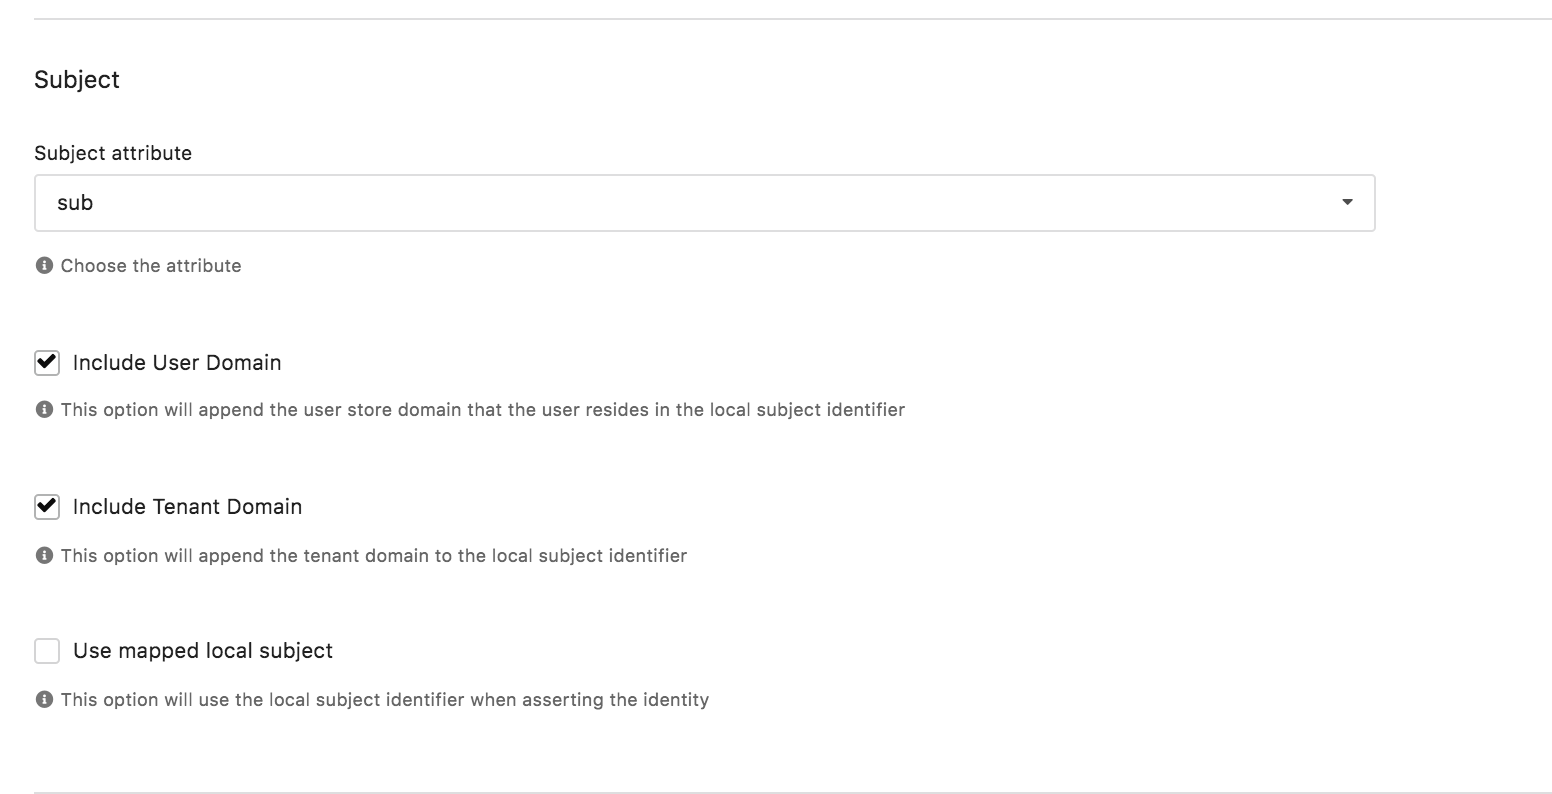 Subject
Subject attribute
sub
Choose the attribute
Include User Domain
This option will append the user store domain that the user resides in the local subject identifier
Include Tenant Domain
This option will append the tenant domain to the local subject identifier
Use mapped local subject
This option will use the local subject identifier when asserting the identity